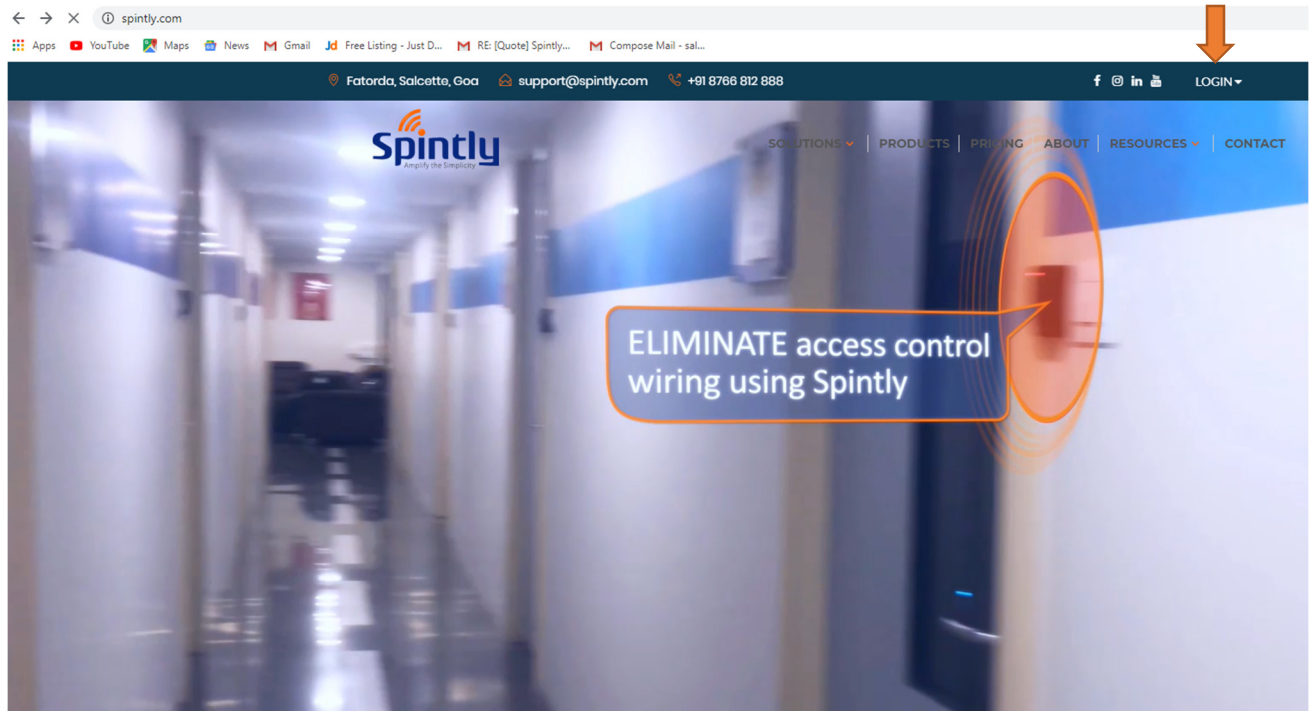 spintly.com
Apps YouTube Maps News Gmail Jd Free Listing - Just D... RE: [Quote] Spintly... Compose Mail - sal...
Fatorda, Salcette, Goa support@spintly.com +91 8766 812 888 LOGIN
Spintly
Amplify the Simplicity
SOLUTIONS PRODUCTS PRICING ABOUT RESOURCES CONTACT
ELIMINATE access control
wiring using Spintly